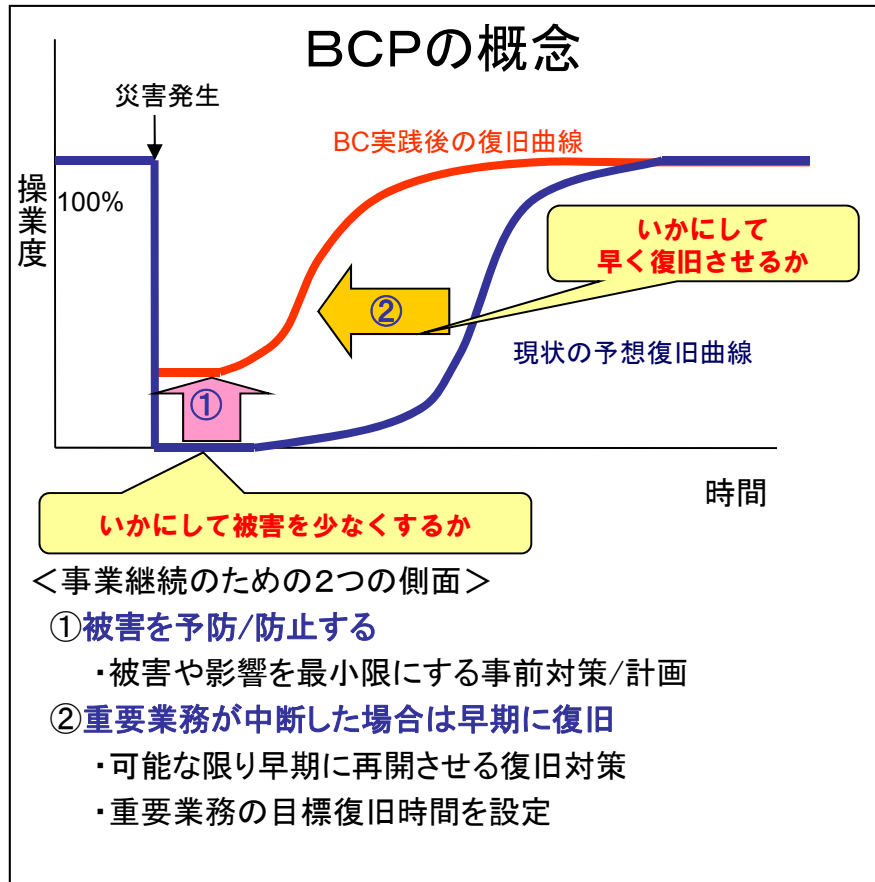 BCPの概念
災害発生
BC実践後の復旧曲線
操業度
100%
いかにして
早く復旧させるか
②
現状の予想復旧曲線
①
時間
いかにして被害を少なくするか
＜事業継続のための2つの側面＞
①被害を予防/防止する
・被害や影響を最小限にする事前対策/計画
②重要業務が中断した場合は早期に復旧
・可能な限り早期に再開させる復旧対策
・重要業務の目標復旧時間を設定